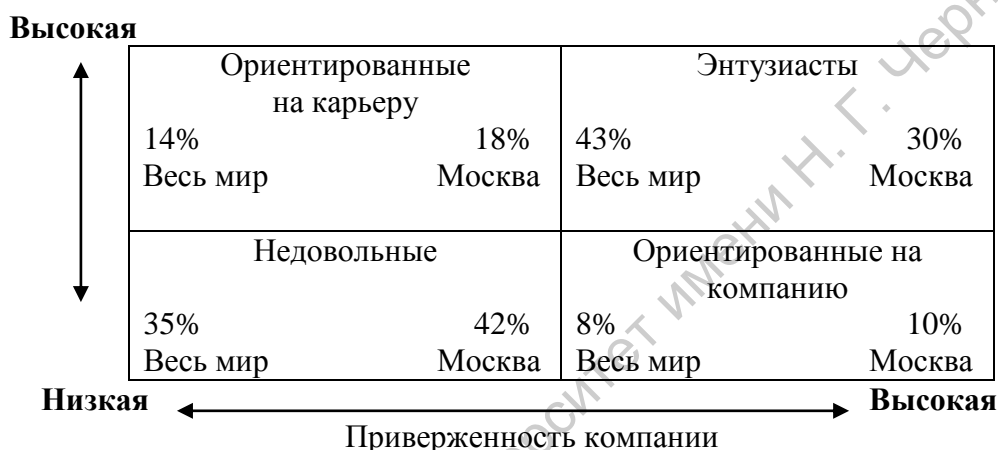 Высокая
Ориентированные
на карьеру
14% 18%
Весь мир Москва
Энтузиасты
43% 30%
Весь мир Москва
Недовольные
35% 42%
Весь мир Москва
Ориентированные на
компанию
8% 10%
Весь мир Москва
Низкая Высокая
Приверженность компании
имени Н. Г.